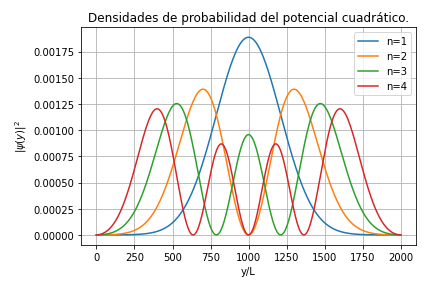 Densidades de probabilidad del potencial cuadrático.
n=1
n=2
n=3
n=4
|ψ(y)|²
0.00175
0.00150
0.00125
0.00100
0.00075
0.00050
0.00025
0.00000
0 250 500 750 1000 1250 1500 1750 2000
y/L